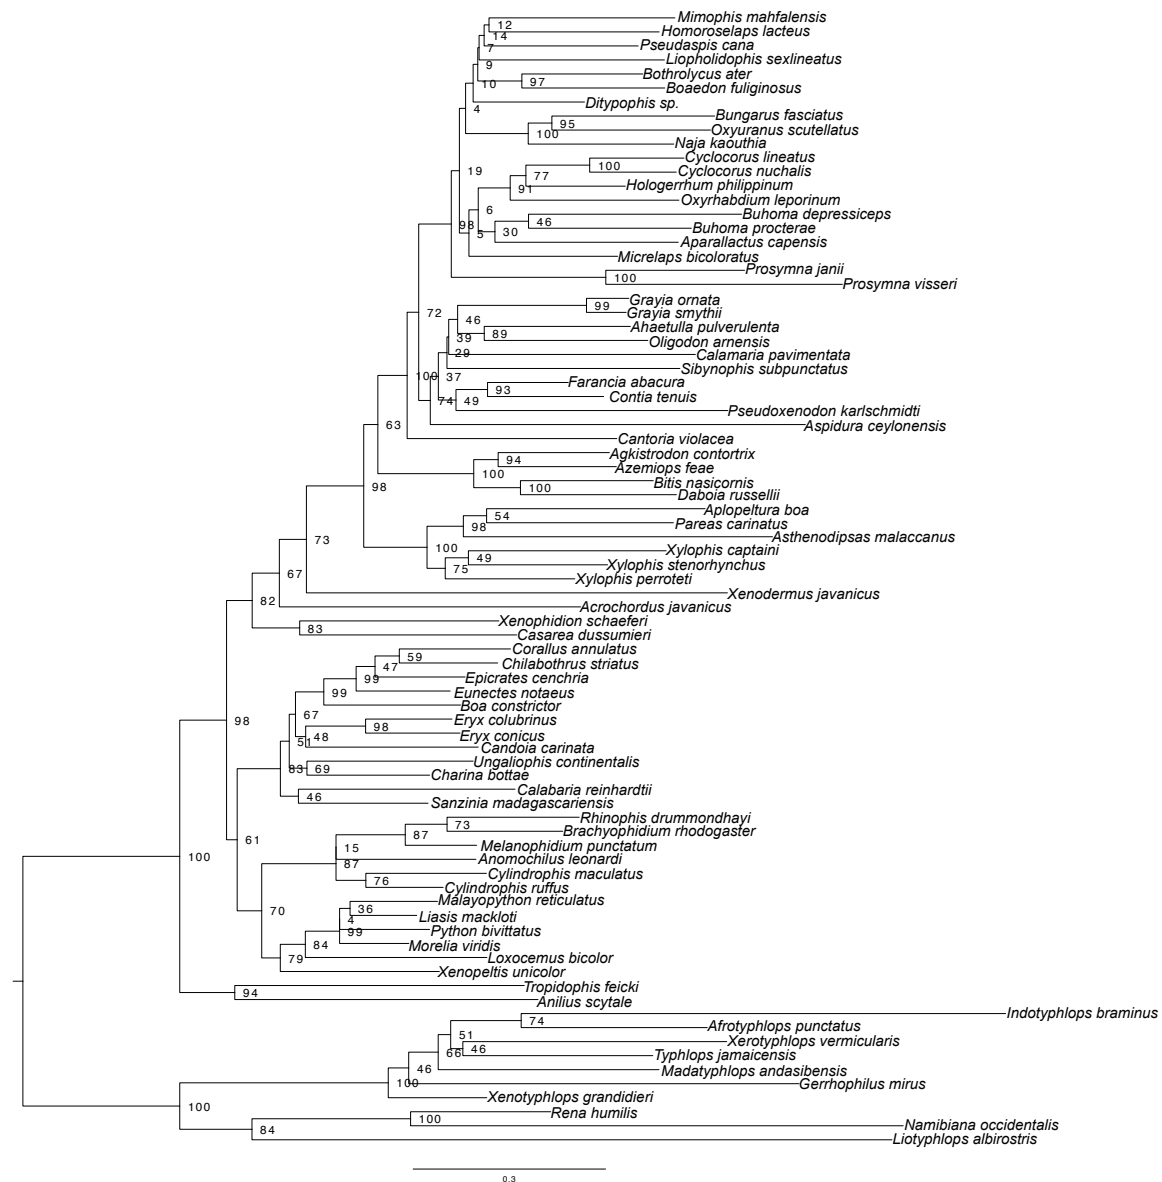 Mimophis mahfalensis
12
Homoroselaps lacteus
14
Pseudaspis cana
7
Liopholidophis sexlineatus
9
Bothrolycus ater
97
10
Boaedon fuliginosus
Ditypophis sp.
4
Bungarus fasciatus
95
Oxyuranus scutellatus
100
Naja kaouthia
Cyclocorus lineatus
100
19
Cyclocorus nuchalis
77
Hologerrhum philippinum
91
Oxyrhabdium leporinum
6
Buhoma depressiceps
46
98
Buhoma procterae
5
30
Aparallactus capensis
Micrelaps bicoloratus
Prosymna janii
100
Prosymna visseri
Grayia ornata
99
72
Grayia smythii
46
Ahaetulla pulverulenta
89
39
Oligodon arnensis
29
Calamaria pavimentata
Sibynophis subpunctatus
100
37
Farancia abacura
93
Contia tenuis
74
49
Pseudoxenodon karlschmidti
63
Aspidura ceylonensis
Cantoria violacea
Agkistrodon contortrix
94
Azemiops feae
100
Bitis nasicornis
98
100
Daboia russellii
Aplopeltura boa
54
Pareas carinatus
98
Asthenodipsas malaccanus
73
100
Xylophis captaini
49
Xylophis stenorhynchus
75
67
Xylophis perroteti
Xenodermus javanicus
82
Acrochordus javanicus
Xenophidion schaeferi
83
Casarea dussumieri
Corallus annulatus
59
Chilabothrus striatus
47
Epicrates cenchria
99
99
Eunectes notaeus
Boa constrictor
67
98
Eryx colubrinus
98
Eryx conicus
51
48
Candoia carinata
Ungaliophis continentalis
83
69
Charina bottae
Calabaria reinhardtii
46
Sanzinia madagascariensis
Rhinophis drummondhayi
73
Brachyophidium rhodogaster
87
61
Melanophidium punctatum
15
100
Anomochilus leonardi
87
Cylindrophis maculatus
76
Cylindrophis ruffus
Malayopython reticulatus
70
36
Liasis mackloti
4
Python bivittatus
99
84
Morelia viridis
79
Loxocemus bicolor
Xenopeltis unicolor
Tropidophis feicki
94
Anilius scytale
Indotyphlops braminus
74
Afrotyphlops punctatus
51
Xerotyphlops vermicularis
66
46
Typhlops jamaicensis
46
Madatyphlops andasibensis
100
Gerrhophilus mirus
Xenotyphlops grandidieri
100
Rena humilis
100
Namibiana occidentalis
84
Liotyphlops albirostris
0.3